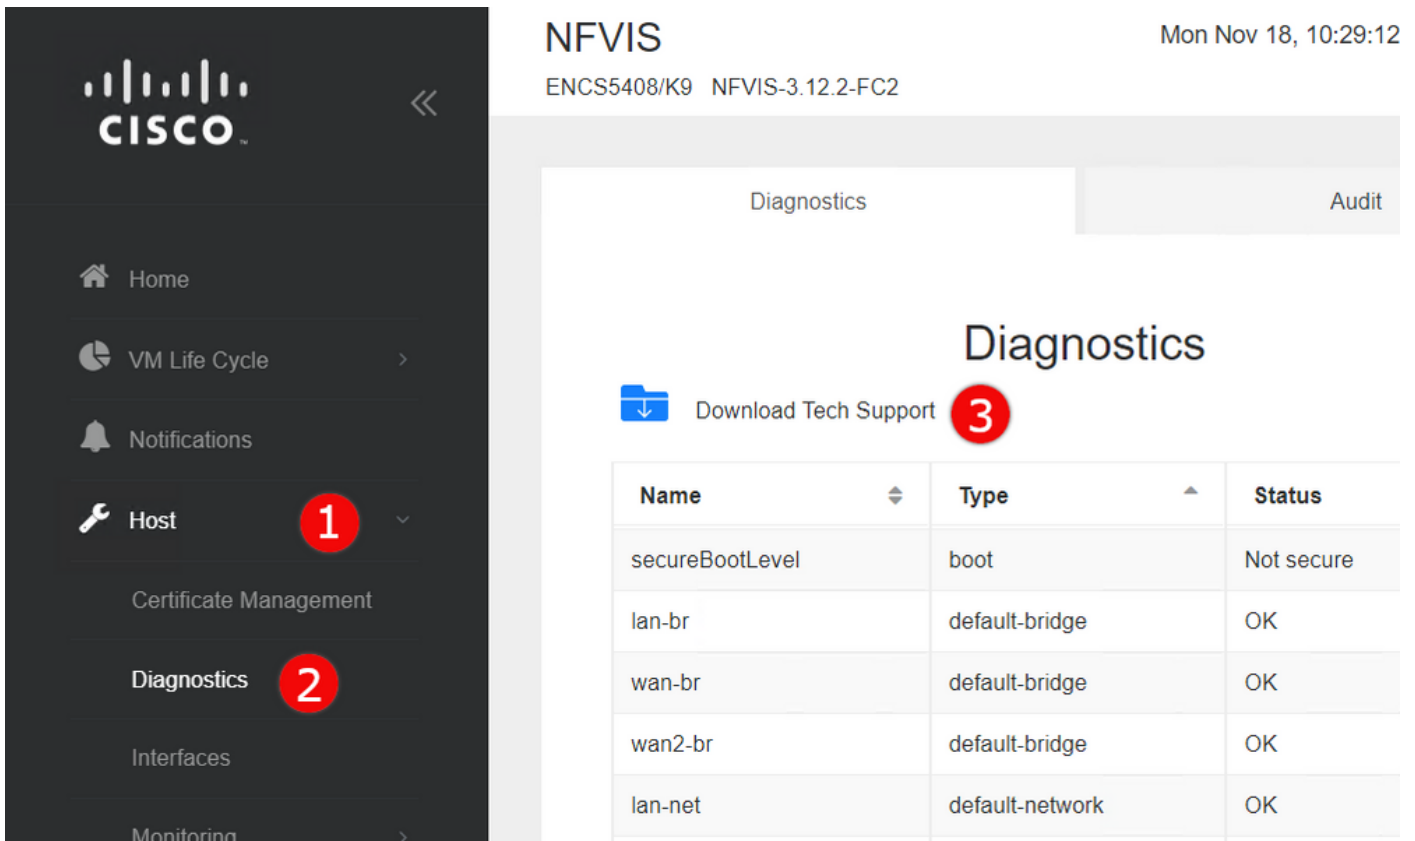 CISCO
NFVIS
Mon Nov 18, 10:29:12
ENCS5408/K9 NFVIS-3.12.2-FC2
Home
VM Life Cycle
Notifications
Host 1
Certificate Management
Diagnostics 2
Interfaces
Monitoring
Diagnostics Audit
Diagnostics
Download Tech Support 3
Name Type Status
secureBootLevel boot Not secure
lan-br default-bridge OK
wan-br default-bridge OK
wan2-br default-bridge OK
lan-net default-network OK